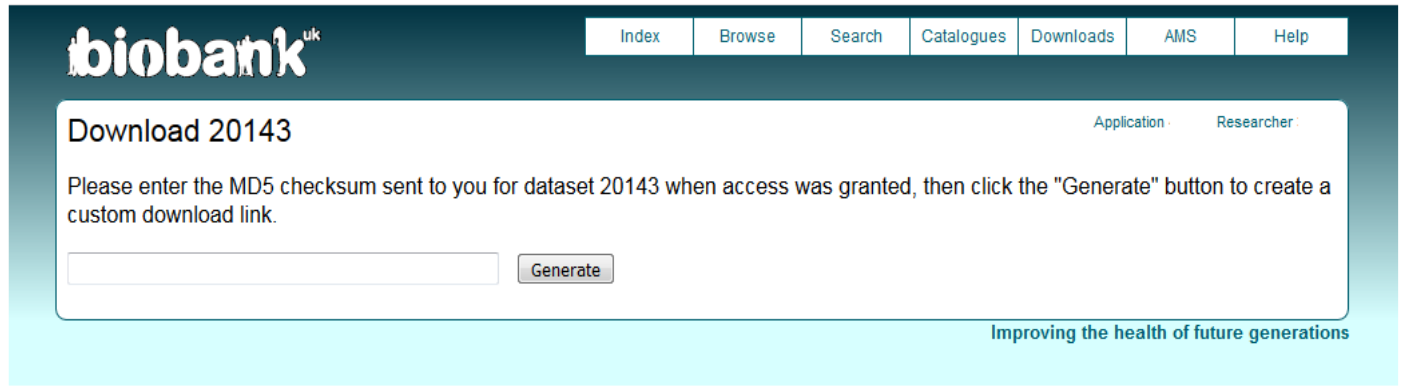 biobank uk
Index Browse Search Catalogues Downloads AMS Help
Download 20143
Application Researcher
Please enter the MD5 checksum sent to you for dataset 20143 when access was granted, then click the "Generate" button to create a
custom download link.
Generate
Improving the health of future generations